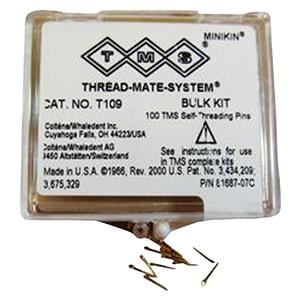 MINIKIN®
TMS
THREAD-MATE-SYSTEM®
CAT. NO. T109 BULK KIT
100 TMS Self-Threading Pins
Coltène/Whaledent Inc.
Cuyahoga Falls, OH 44223/USA
Coltène/Whaledent AG
9450 Altstätten/Switzerland
See instructions for use
in TMS complete kits
Made in U.S.A. ©1966, Rev. 2000 U.S. Pat. No. 3,434,209;
3,675,329 P/N 81687-07C